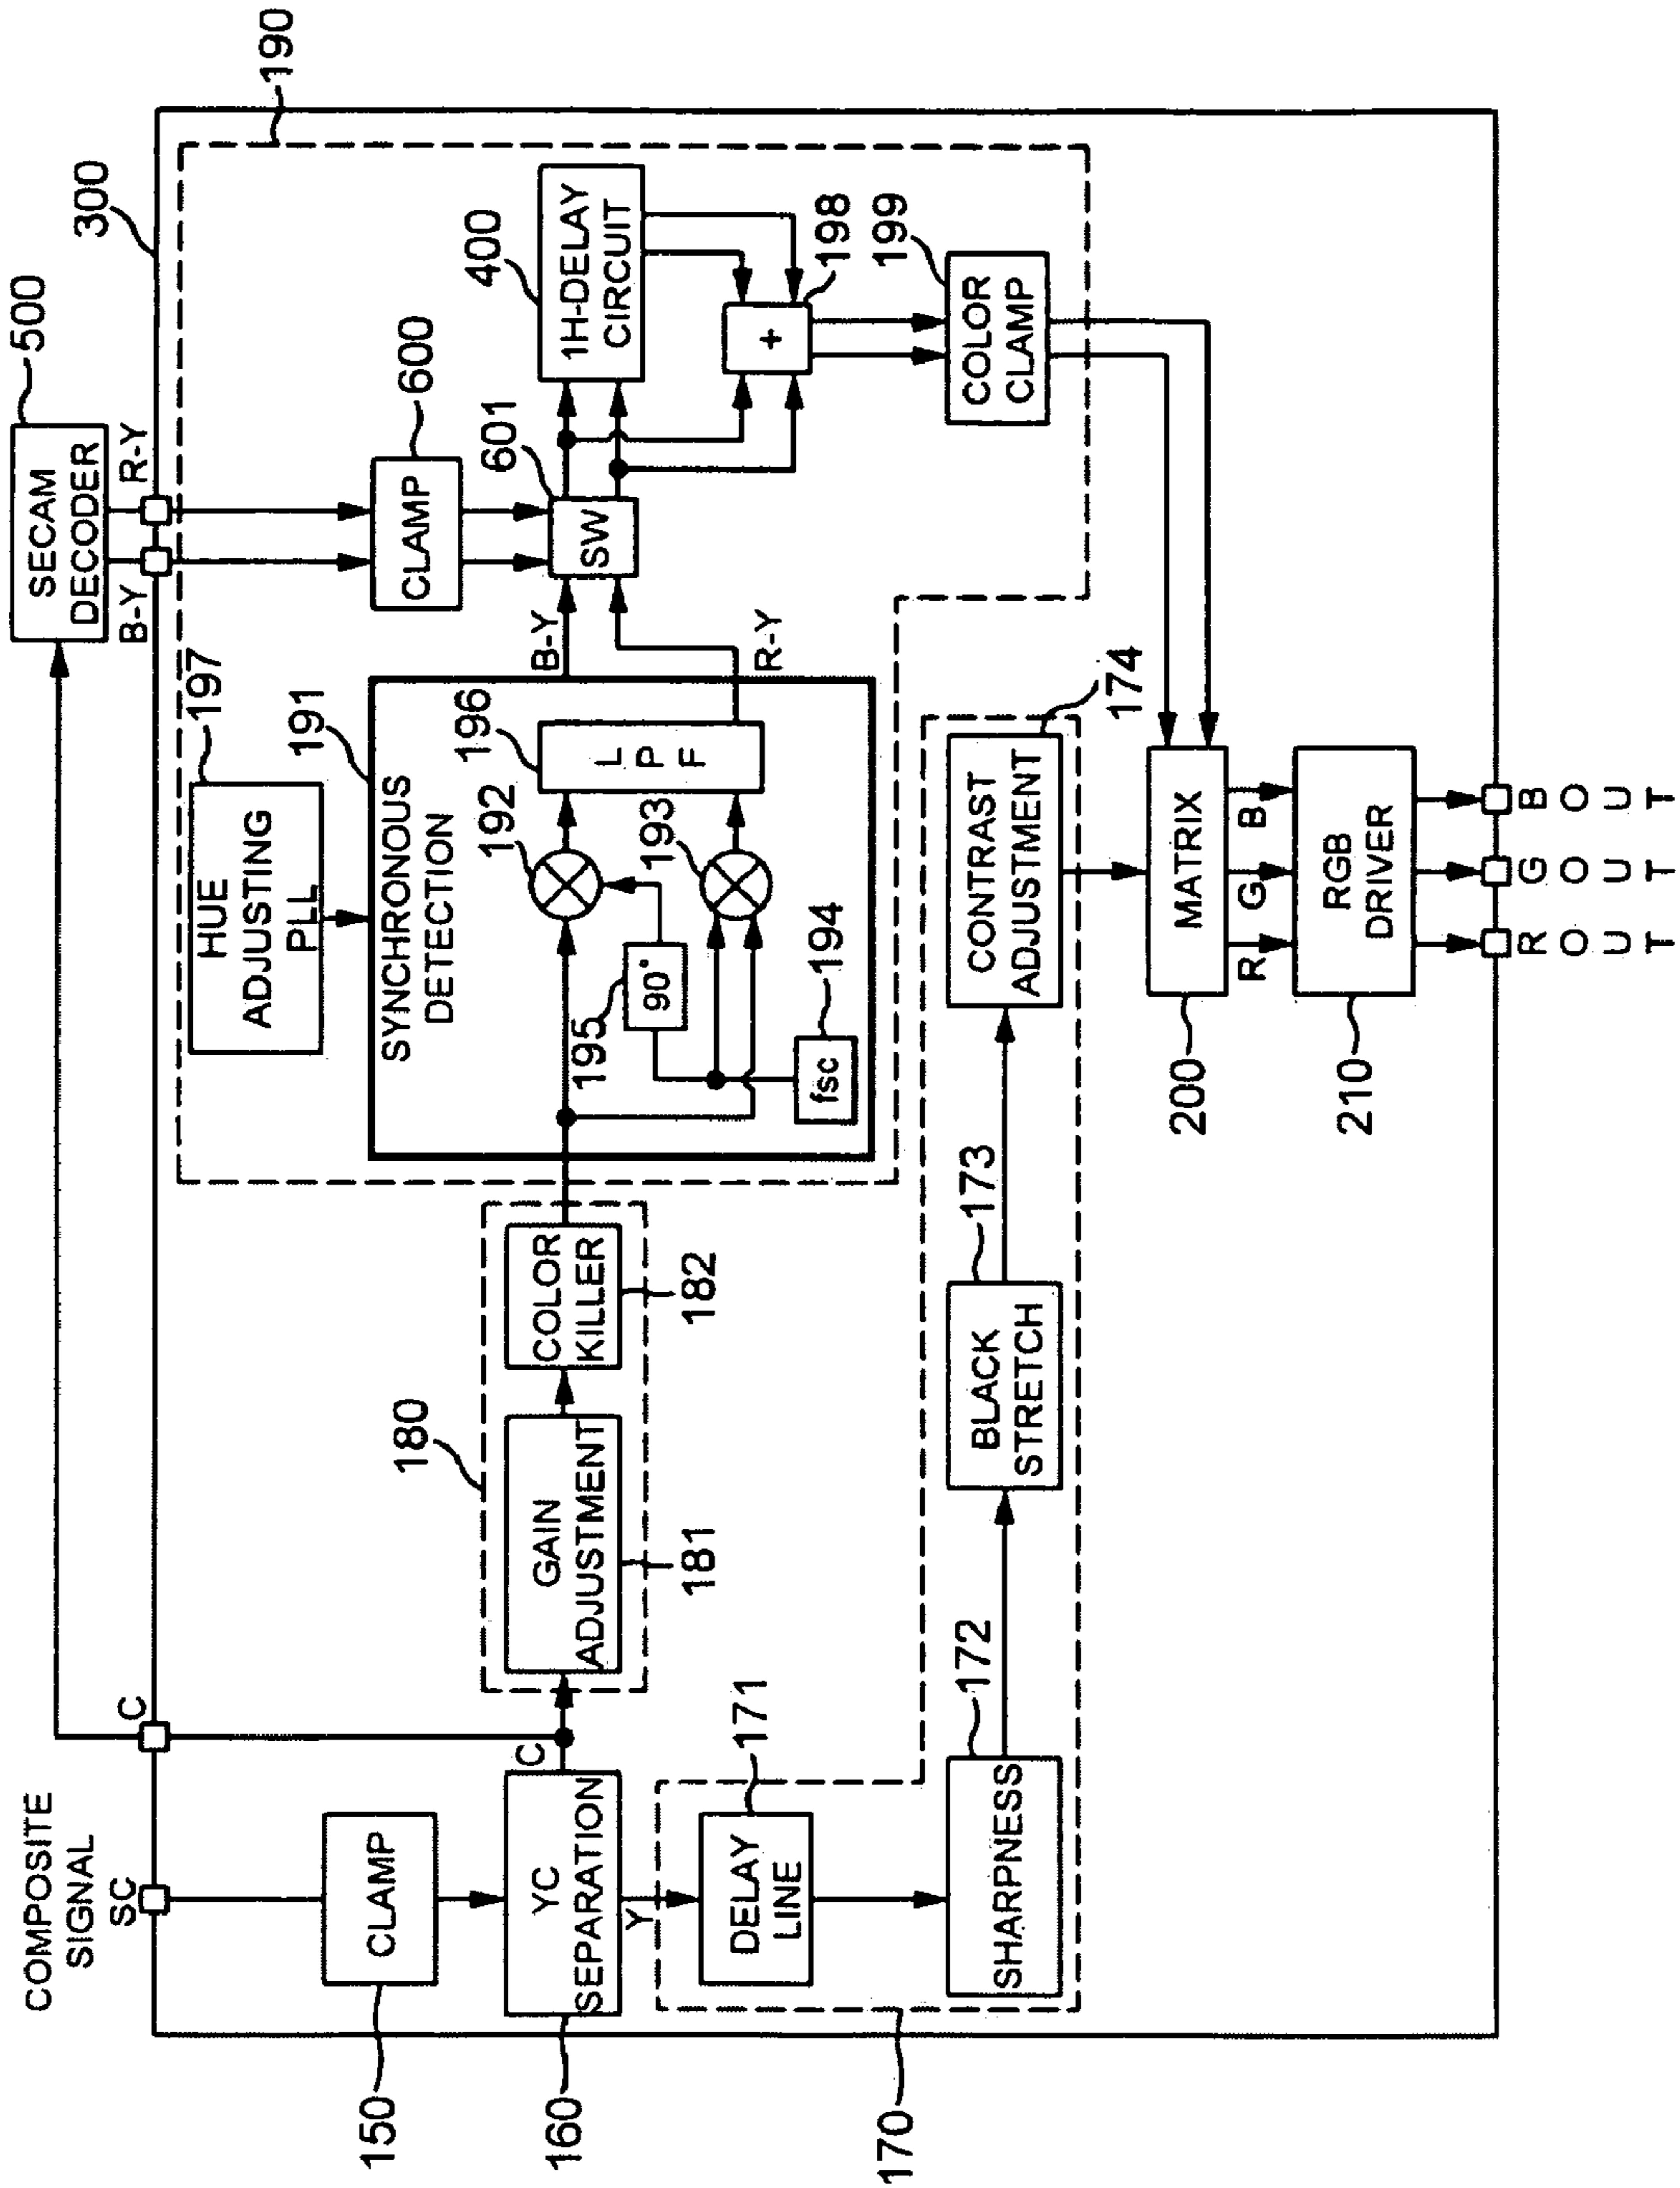 COMPOSITE
SIGNAL
SC
C
SECAM
DECODER
500
B-Y
R-Y
300
190
150
CLAMP
160
YC
SEPARATION
C
Y
180
GAIN
ADJUSTMENT
181
COLOR
KILLER
182
HUE
ADJUSTING
PLL
197
191
SYNCHRONOUS
DETECTION
192
193
fsc
194
90°
195
L P F
196
B-Y
R-Y
CLAMP
600
SW
601
1H-DELAY
CIRCUIT
400
+
198
COLOR
CLAMP
199
170
DELAY
LINE
171
SHARPNESS
172
BLACK
STRETCH
173
CONTRAST
ADJUSTMENT
174
MATRIX
200
R
G
B
RGB
DRIVER
210
R OUT
G OUT
B OUT